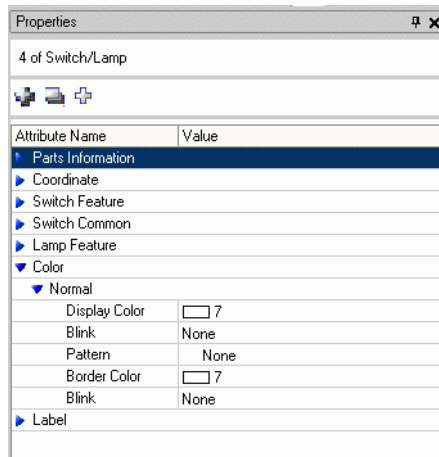 Properties
4 of Switch/Lamp
Attribute Name Value
Parts Information
Coordinate
Switch Feature
Switch Common
Lamp Feature
Color
Normal
Display Color 7
Blink None
Pattern None
Border Color 7
Blink None
Label